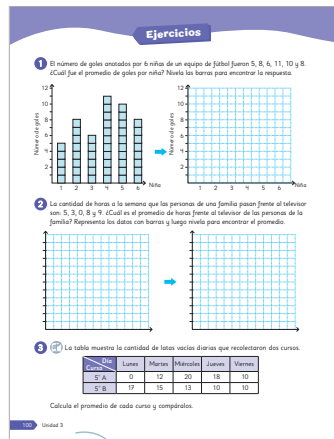 Ejercicios
1 El número de goles anotados por 6 niñas de un equipo de fútbol fueron 5, 8, 6, 11, 10 y 8.
¿Cuál fue el promedio de goles por niña? Nivela las barras para encontrar la respuesta.
Número de goles
12
10
8
6
4
2
1 2 3 4 5 6 Niña
Número de goles
12
10
8
6
4
2
1 2 3 4 5 6 Niña
2 La cantidad de horas a la semana que las personas de una familia pasan frente al televisor
son: 5, 3, 0, 8 y 9. ¿Cuál es el promedio de horas frente al televisor de las personas de la
familia? Representa los datos con barras y luego nivela para encontrar el promedio.
3 La tabla muestra la cantidad de latas vacías diarias que recolectaron dos cursos.
Día Curso Lunes Martes Miércoles Jueves Viernes
5° A 0 12 20 18 10
5° B 17 15 13 10 10
Calcula el promedio de cada curso y compáralos.
100 Unidad 3